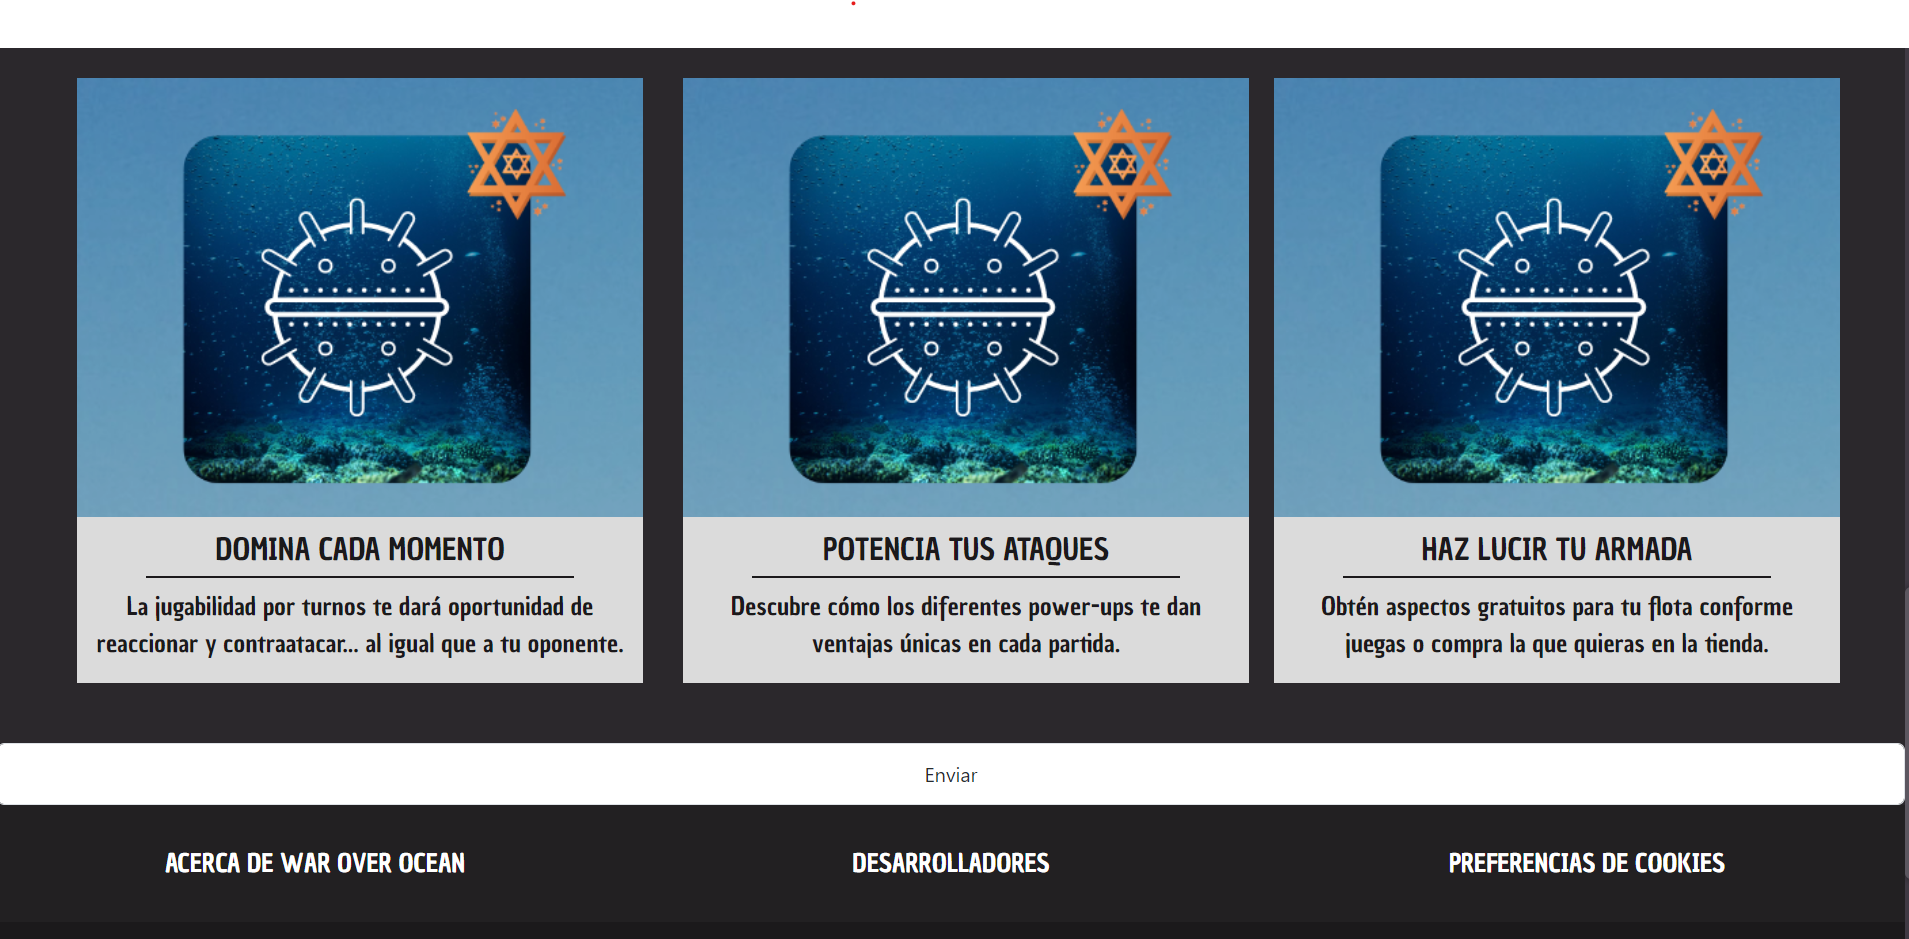 DOMINA CADA MOMENTO
La jugabilidad por turnos te dará oportunidad de
reaccionar y contraatacar... al igual que a tu oponente.
POTENCIA TUS ATAQUES
Descubre cómo los diferentes power-ups te dan
ventajas únicas en cada partida.
HAZ LUCIR TU ARMADA
Obtén aspectos gratuitos para tu flota conforme
juegas o compra la que quieras en la tienda.
Enviar
ACERCA DE WAR OVER OCEAN
DESARROLLADORES
PREFERENCIAS DE COOKIES